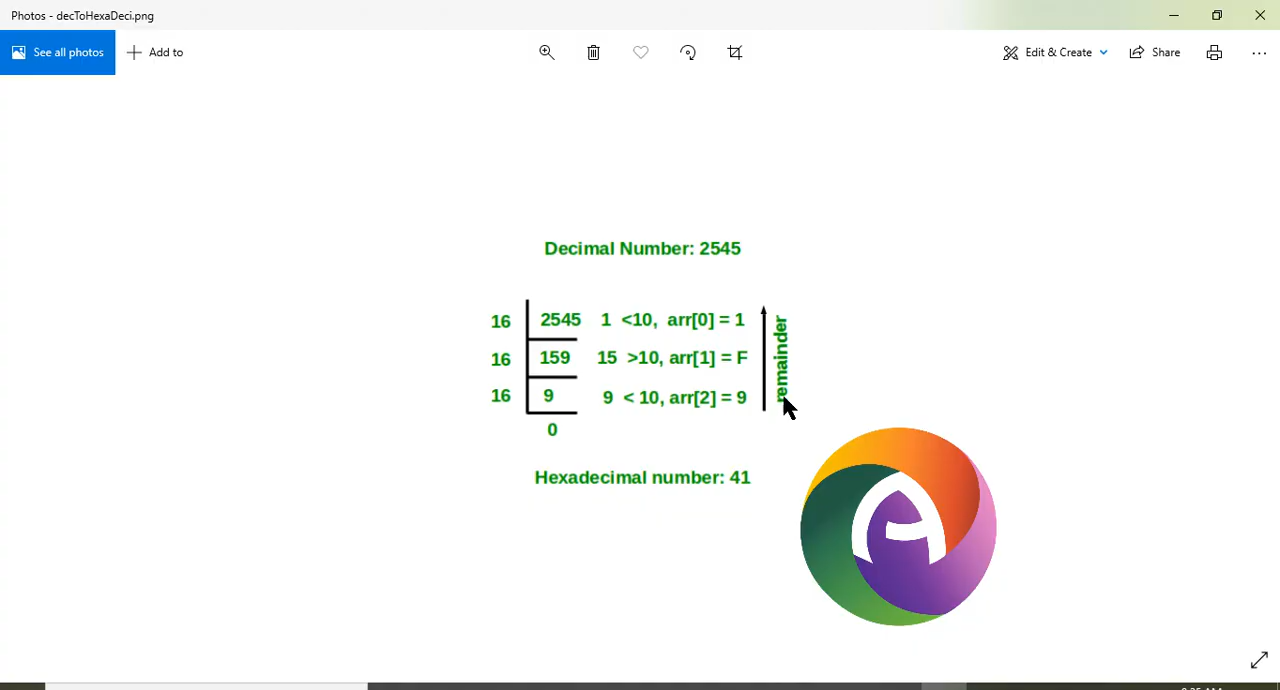 Photos - decToHexaDeci.png
See all photos
Add to
Edit & Create
Share
Decimal Number: 2545
16 2545 1 <10, arr[0] = 1
16 159 15 >10, arr[1] = F
16 9 9 < 10, arr[2] = 9
0
remainder
Hexadecimal number: 41